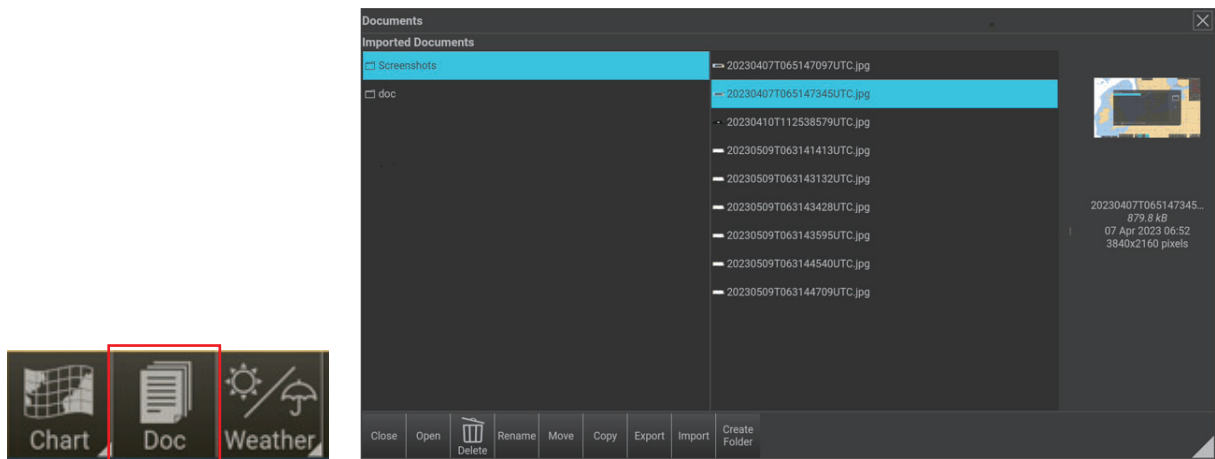 Chart
Doc
Weather
Documents
Imported Documents
Screenshots
doc
20230407T065147097UTC.jpg
20230407T065147345UTC.jpg
20230410T112538579UTC.jpg
20230509T063141413UTC.jpg
20230509T063143132UTC.jpg
20230509T063143428UTC.jpg
20230509T063143595UTC.jpg
20230509T063144540UTC.jpg
20230509T063144709UTC.jpg
20230407T065147345...
879.8 kB
07 Apr 2023 06:52
3840x2160 pixels
Close
Open
Delete
Rename
Move
Copy
Export
Import
Create
Folder